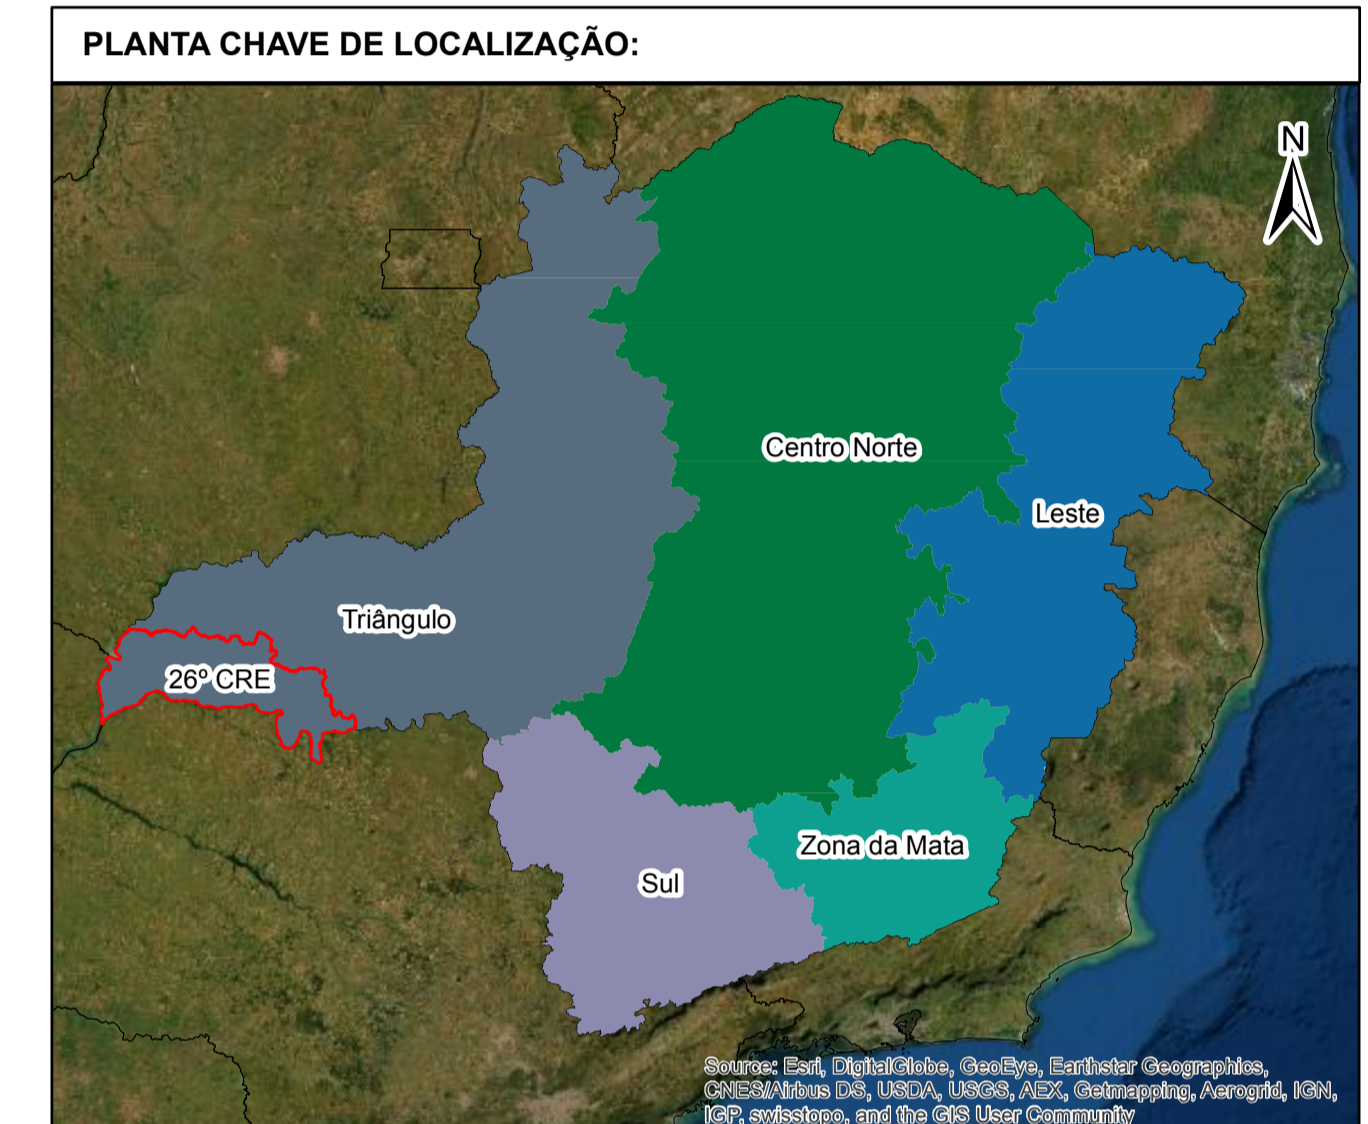 PLANTA CHAVE DE LOCALIZAÇÃO:
N
Centro Norte
Leste
Triângulo
26º CRE
Zona da Mata
Sul
Source: Esri, DigitalGlobe, GeoEye, Earthstar Geographics,
CNES/Airbus DS, USDA, USGS, AEX, Getmapping, Aerogrid, IGN,
IGP, swisstopo, and the GIS User Community